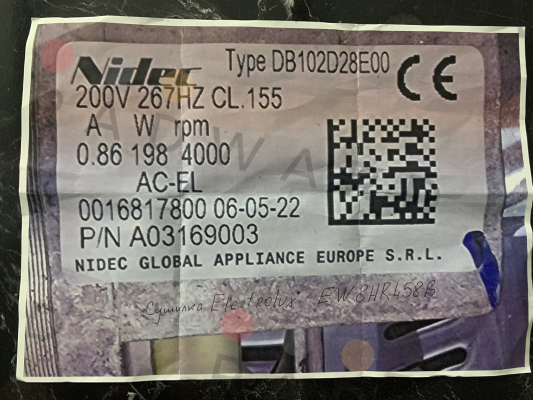 Nidec Type DB102D28E00 CE
200V 267HZ CL.155
A W rpm
0.86 198 4000
AC-EL
0016817800 06-05-22
P/N A03169003
NIDEC GLOBAL APPLIANCE EUROPE S.R.L.
Сушилка Electrolux EW8HR458B